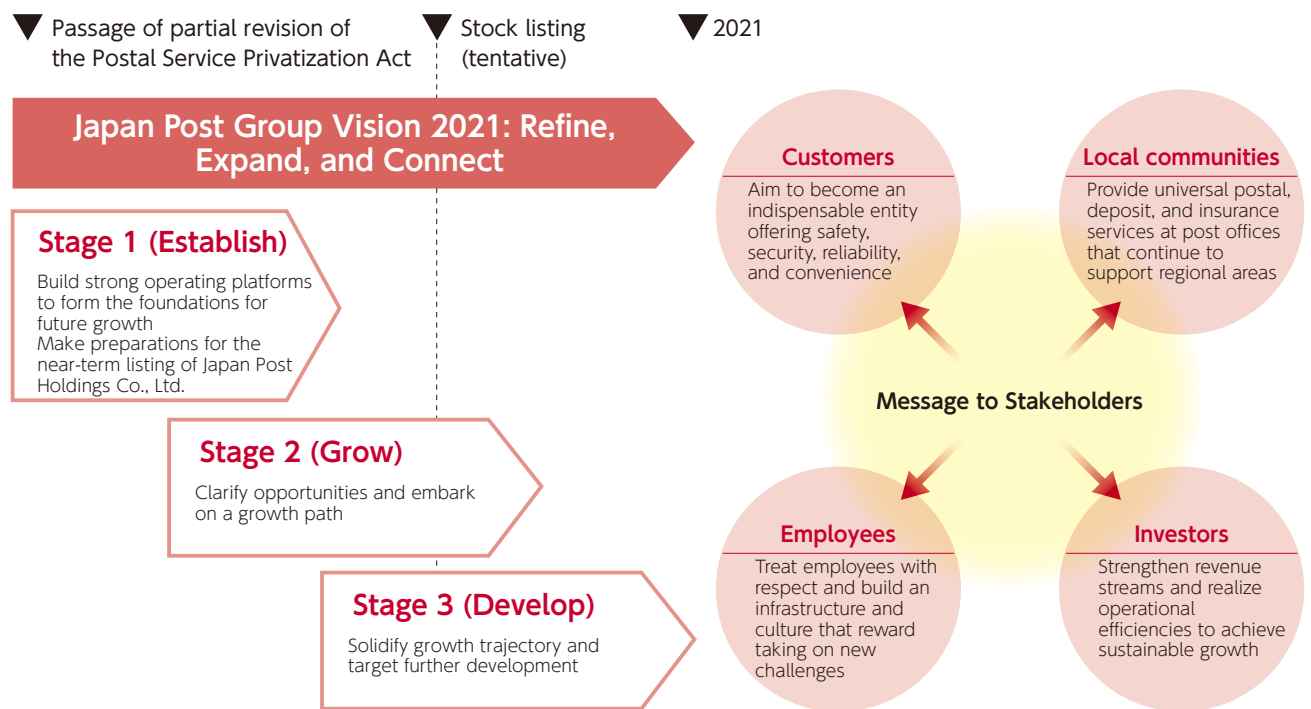 Passage of partial revision of
the Postal Service Privatization Act
Stock listing
(tentative)
2021
Japan Post Group Vision 2021: Refine,
Expand, and Connect
Stage 1 (Establish)
Build strong operating platforms
to form the foundations for
future growth
Make preparations for the
near-term listing of Japan Post
Holdings Co., Ltd.
Stage 2 (Grow)
Clarify opportunities and embark
on a growth path
Stage 3 (Develop)
Solidify growth trajectory and
target further development
Customers
Aim to become an
indispensable entity
offering safety,
security, reliability,
and convenience
Local communities
Provide universal postal,
deposit, and insurance
services at post offices
that continue to
support regional areas
Message to Stakeholders
Employees
Treat employees with
respect and build an
infrastructure and
culture that reward
taking on new
challenges
Investors
Strengthen revenue
streams and realize
operational
efficiencies to achieve
sustainable growth